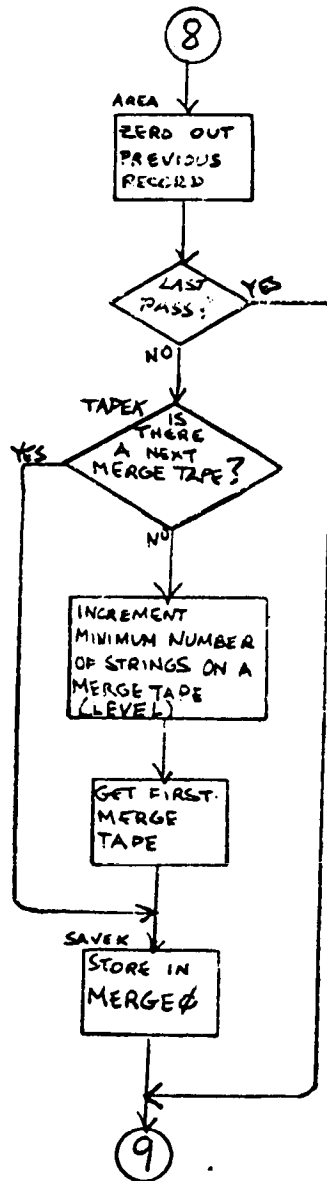 8
AREA
ZERO OUT
PREVIOUS
RECORD
LAST
PASS?
YES
NO
TAPEK
IS
THERE
A NEXT
MERGE TAPE?
YES
NO
INCREMENT
MINIMUM NUMBER
OF STRINGS ON A
MERGE TAPE
(LEVEL)
GET FIRST
MERGE
TAPE
SAVEK
STORE IN
MERGEØ
9